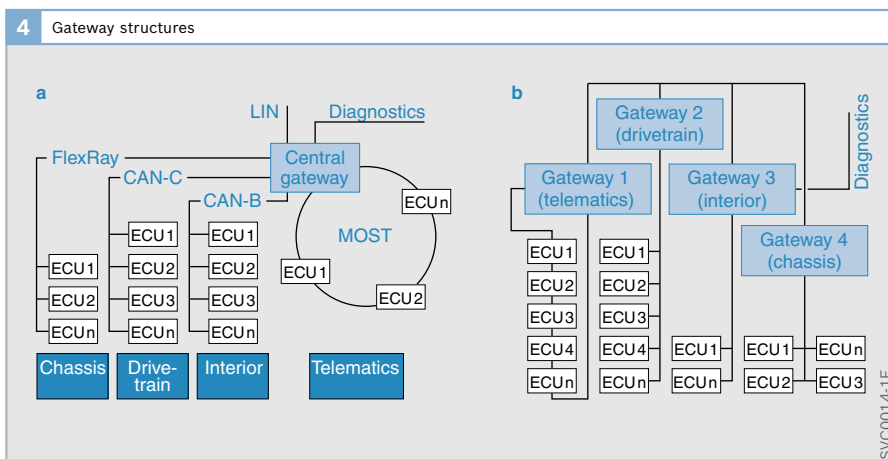 4 Gateway structures
a
LIN
Diagnostics
FlexRay
CAN-C
CAN-B
Central
gateway
MOST
ECUn
ECU1
ECU2
ECU1
ECU2
ECUn
ECU1
ECU2
ECU3
ECUn
ECU1
ECU2
ECU3
ECUn
Chassis
Drive-
train
Interior
Telematics
b
Gateway 2
(drivetrain)
Gateway 1
(telematics)
Gateway 3
(interior)
Gateway 4
(chassis)
Diagnostics
ECU1
ECU2
ECU3
ECU4
ECUn
ECU1
ECU2
ECU3
ECU4
ECUn
ECU1
ECUn
ECU1
ECUn
ECU2
ECU3
SVC0014-1E